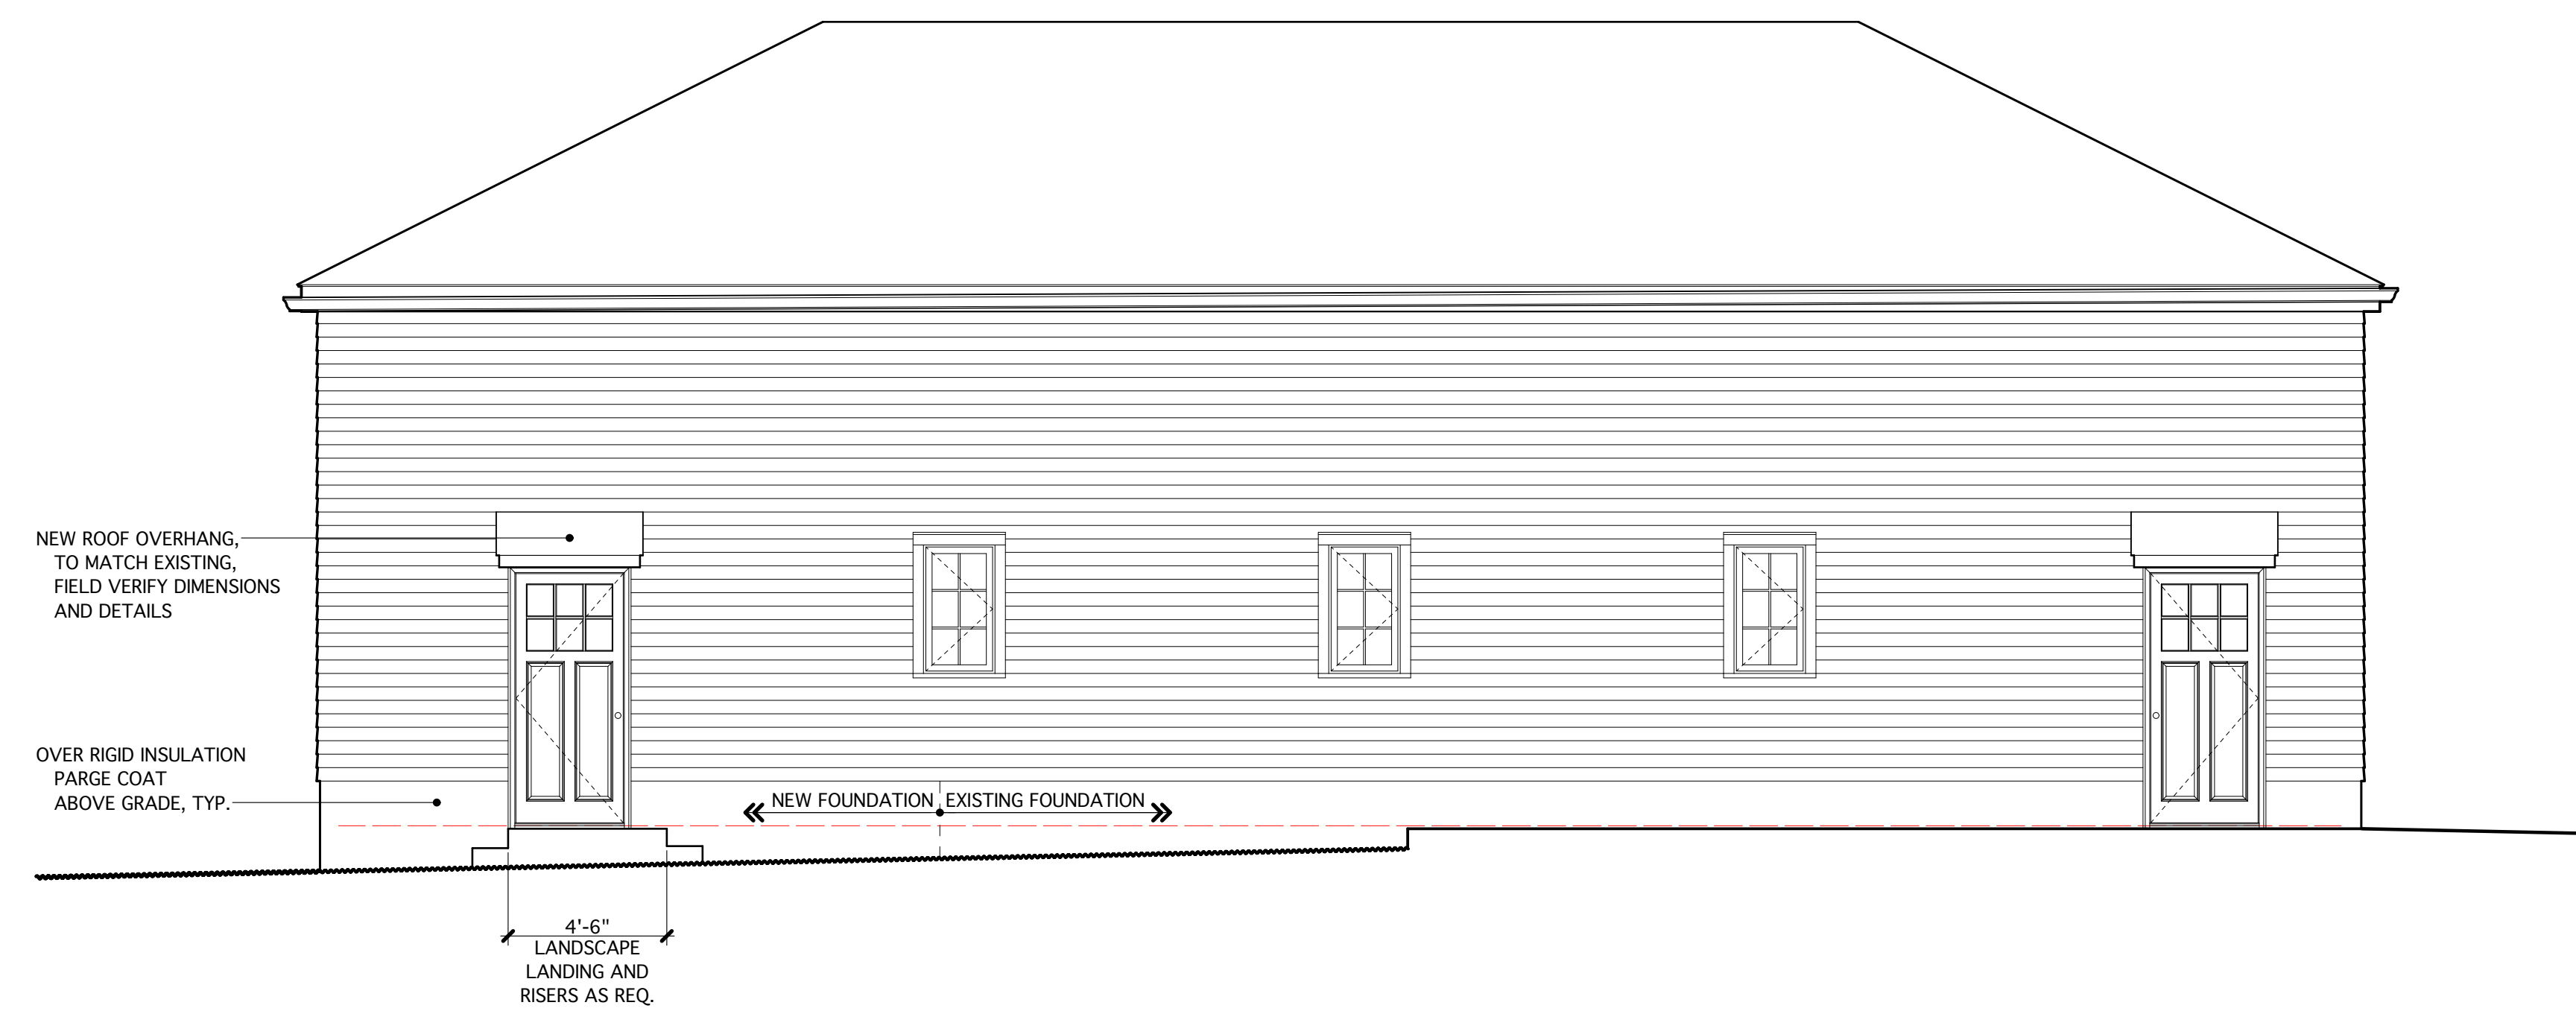 NEW ROOF OVERHANG,
TO MATCH EXISTING,
FIELD VERIFY DIMENSIONS
AND DETAILS
OVER RIGID INSULATION
PARGE COAT
ABOVE GRADE, TYP.
NEW FOUNDATION EXISTING FOUNDATION
4'-6"
LANDSCAPE
LANDING AND
RISERS AS REQ.